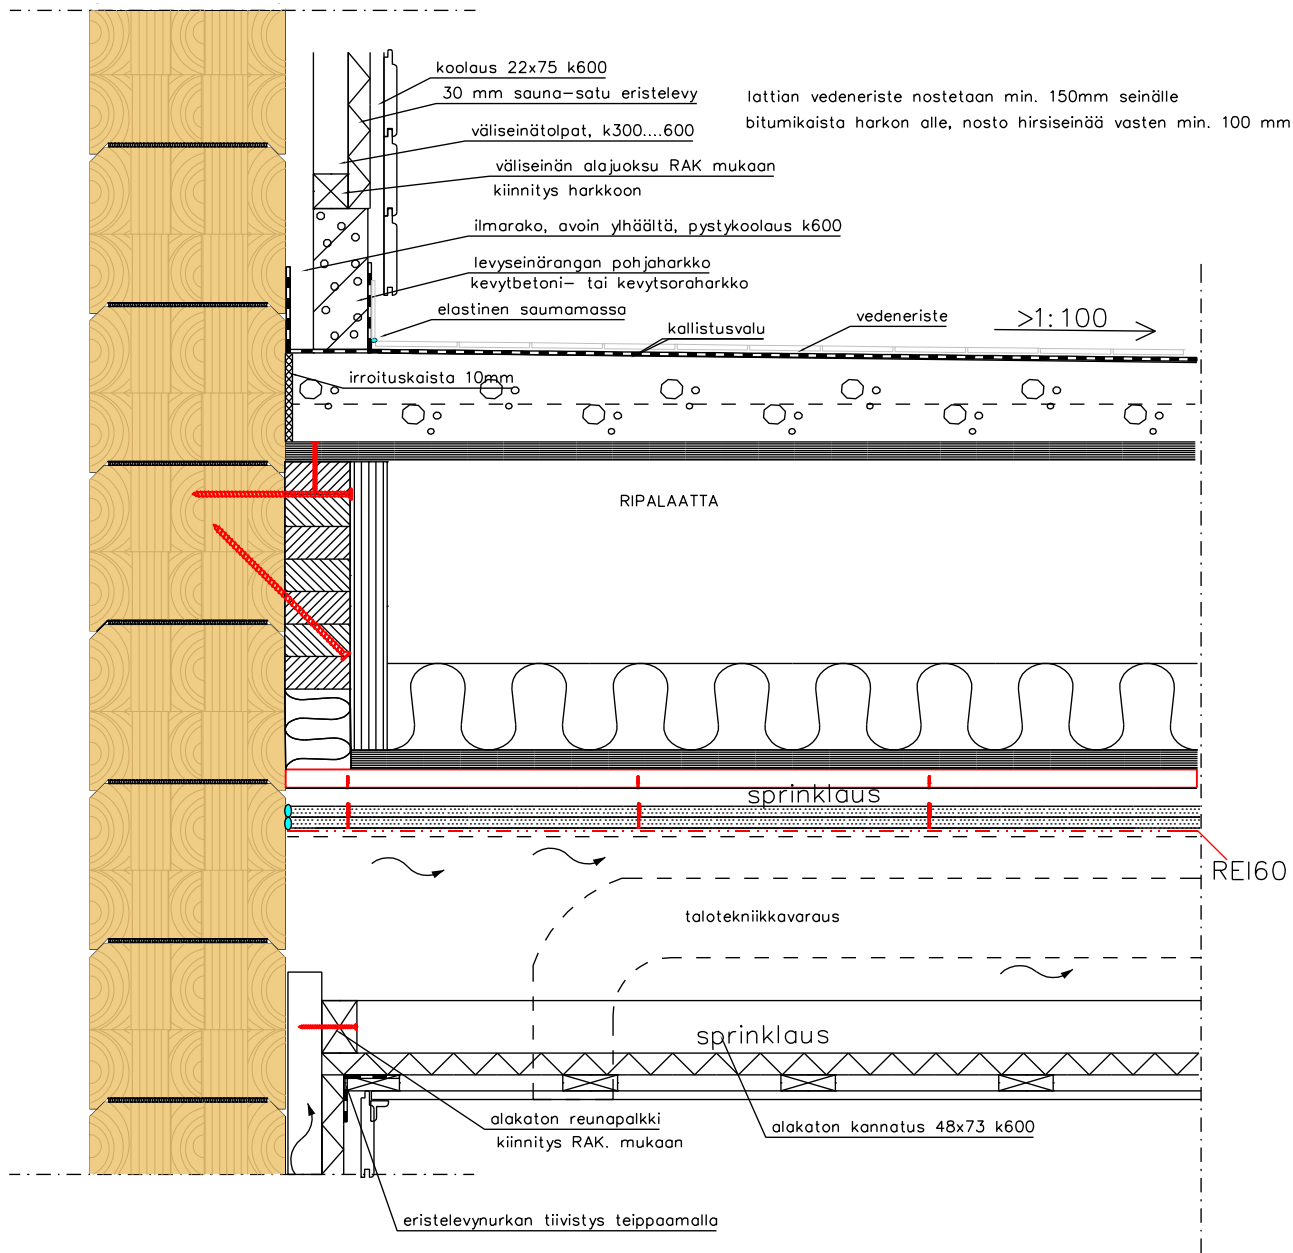 koolaus 22x75 k600
30 mm sauna-satu eristelevy
lattian vedeneriste nostetaan min. 150mm seinälle
bitumikaista harkon alle, nosto hirsiseinää vasten min. 100 mm
väliseinätolpat, k300....600
väliseinän alajuoksu RAK mukaan
kiinnitys harkkoon
ilmarako, avoin ylhäältä, pystykoolaus k600
levyseinärangan pohjaharkko
kevytbetoni- tai kevytsoraharkko
elastinen saumamassa
kallistusvalu
vedeneriste
>1:100
irroituskaista 10mm
RIPALAATTA
sprinklaus
REI60
talotekniikkavaraus
sprinklaus
alakaton reunapalkki
kiinnitys RAK. mukaan
alakaton kannatus 48x73 k600
eristelevynurkan tiivistys teippaamalla